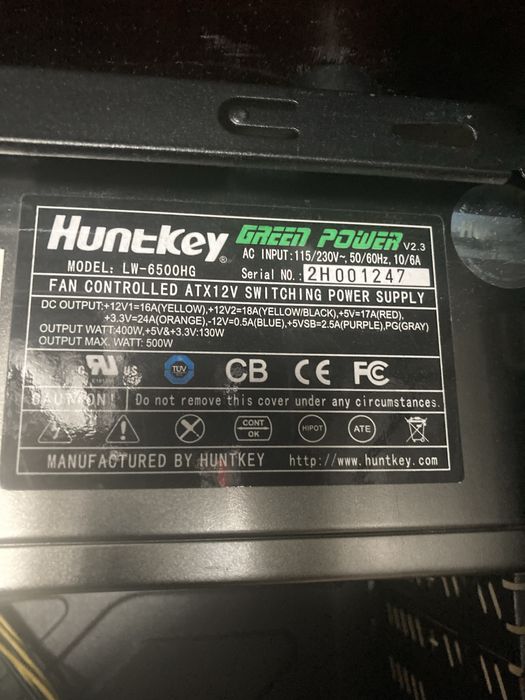 Huntkey® GREEN POWER V2.3
AC INPUT:115/230V~,50/60Hz,10/6A
MODEL: LW-6500HG Serial NO.: 2H001247
FAN CONTROLLED ATX12V SWITCHING POWER SUPPLY
DC OUTPUT:+12V1=16A(YELLOW),+12V2=18A(YELLOW/BLACK),+5V=17A(RED),
+3.3V=24A(ORANGE),-12V=0.5A(BLUE),+5VSB=2.5A(PURPLE),PG(GRAY)
OUTPUT WATT:400W,+5V&+3.3V:130W
OUTPUT MAX. WATT: 500W
c RU US TUV CB CE FC
CAUTION! Do not remove this cover under any circumstances.
CONT OK HIPOT ATE
MANUFACTURED BY HUNTKEY http://www.huntkey.com